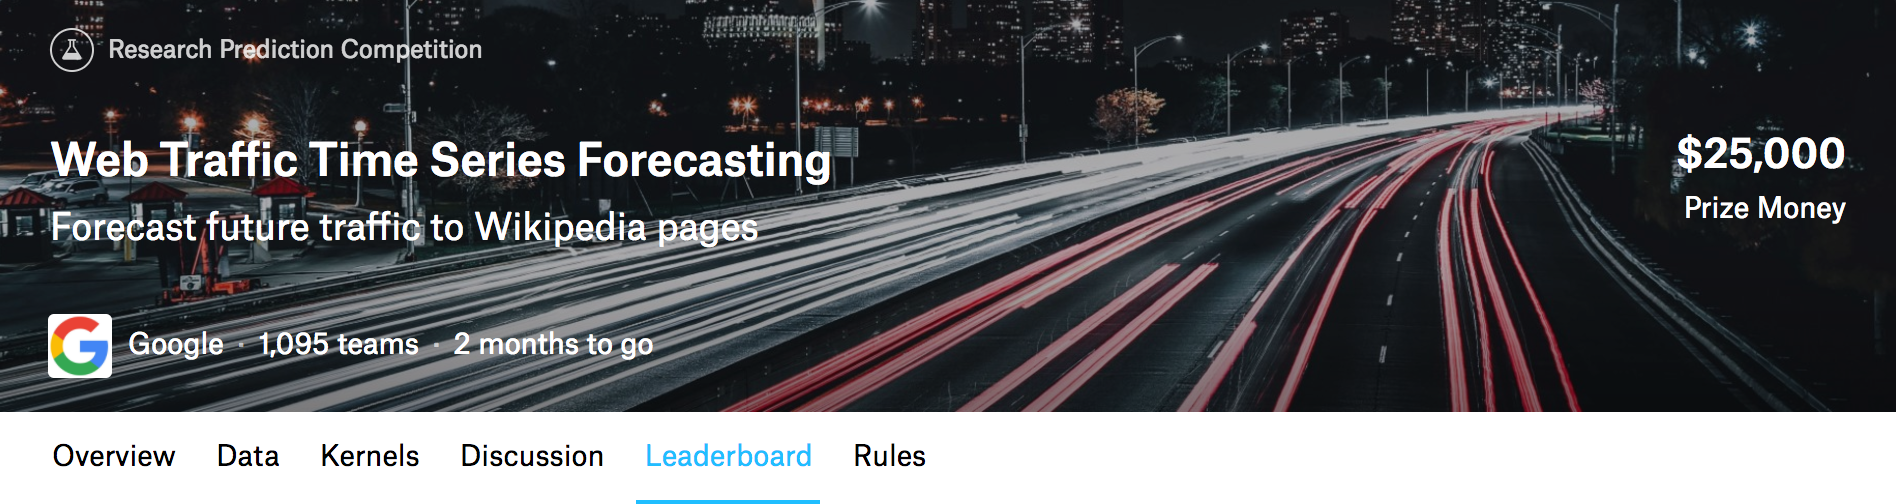 Research Prediction Competition
Web Traffic Time Series Forecasting
$25,000
Forecast future traffic to Wikipedia pages
Prize Money
Google · 1,095 teams · 2 months to go
Overview Data Kernels Discussion Leaderboard Rules